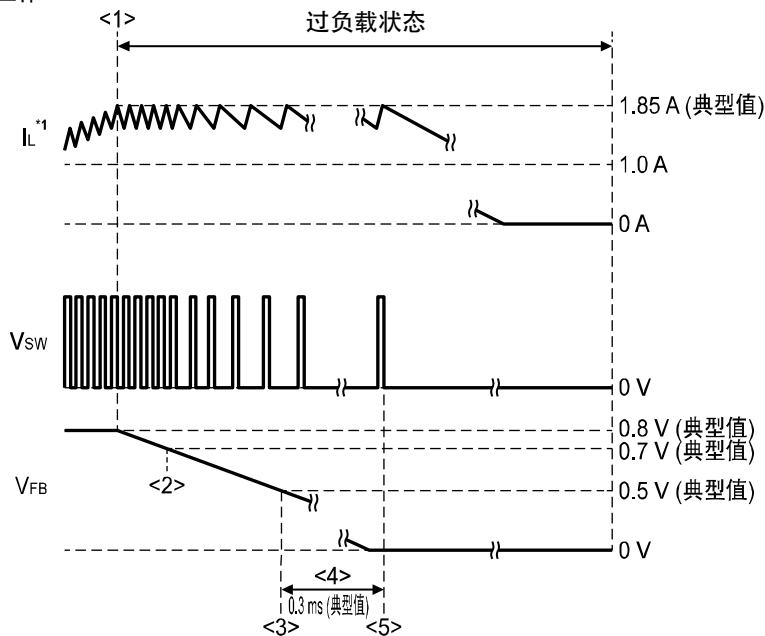 <1>
过负载状态
1.85 A (典型值)
IL*1
1.0 A
0 A
VSW
0 V
0.8 V (典型值)
0.7 V (典型值)
VFB
<2>
0.5 V (典型值)
0 V
<4>
0.3 ms (典型值)
<3>
<5>